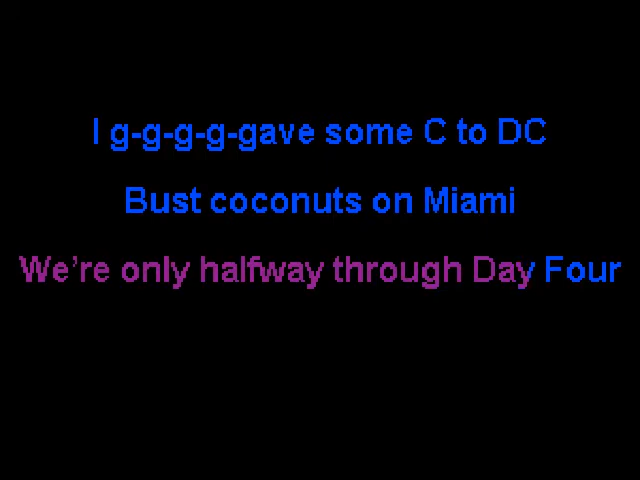 I g-g-g-g-gave some C to DC
Bust coconuts on Miami
We’re only halfway through Day Four